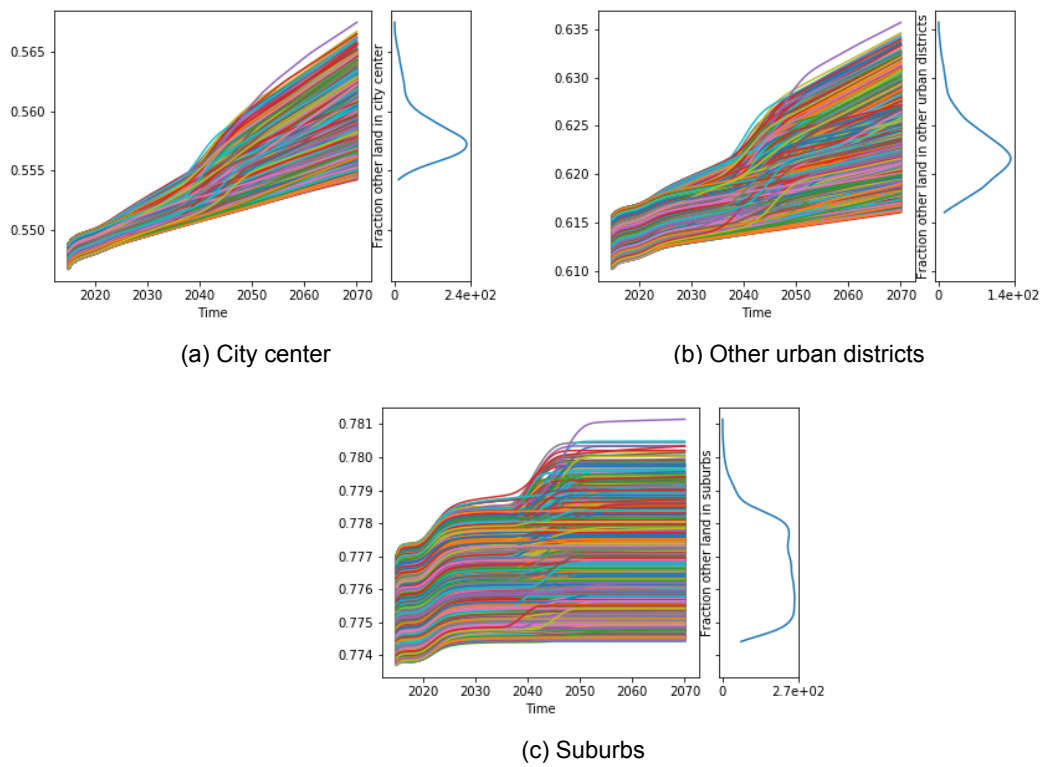 0.565
0.560
0.555
0.550
2020 2030 2040 2050 2060 2070
Time
Fraction other land in city center
0 2.4e+02
(a) City center
0.635
0.630
0.625
0.620
0.615
0.610
2020 2030 2040 2050 2060 2070
Time
Fraction other land in other urban districts
0 1.4e+02
(b) Other urban districts
0.781
0.780
0.779
0.778
0.777
0.776
0.775
0.774
2020 2030 2040 2050 2060 2070
Time
Fraction other land in suburbs
0 2.7e+02
(c) Suburbs